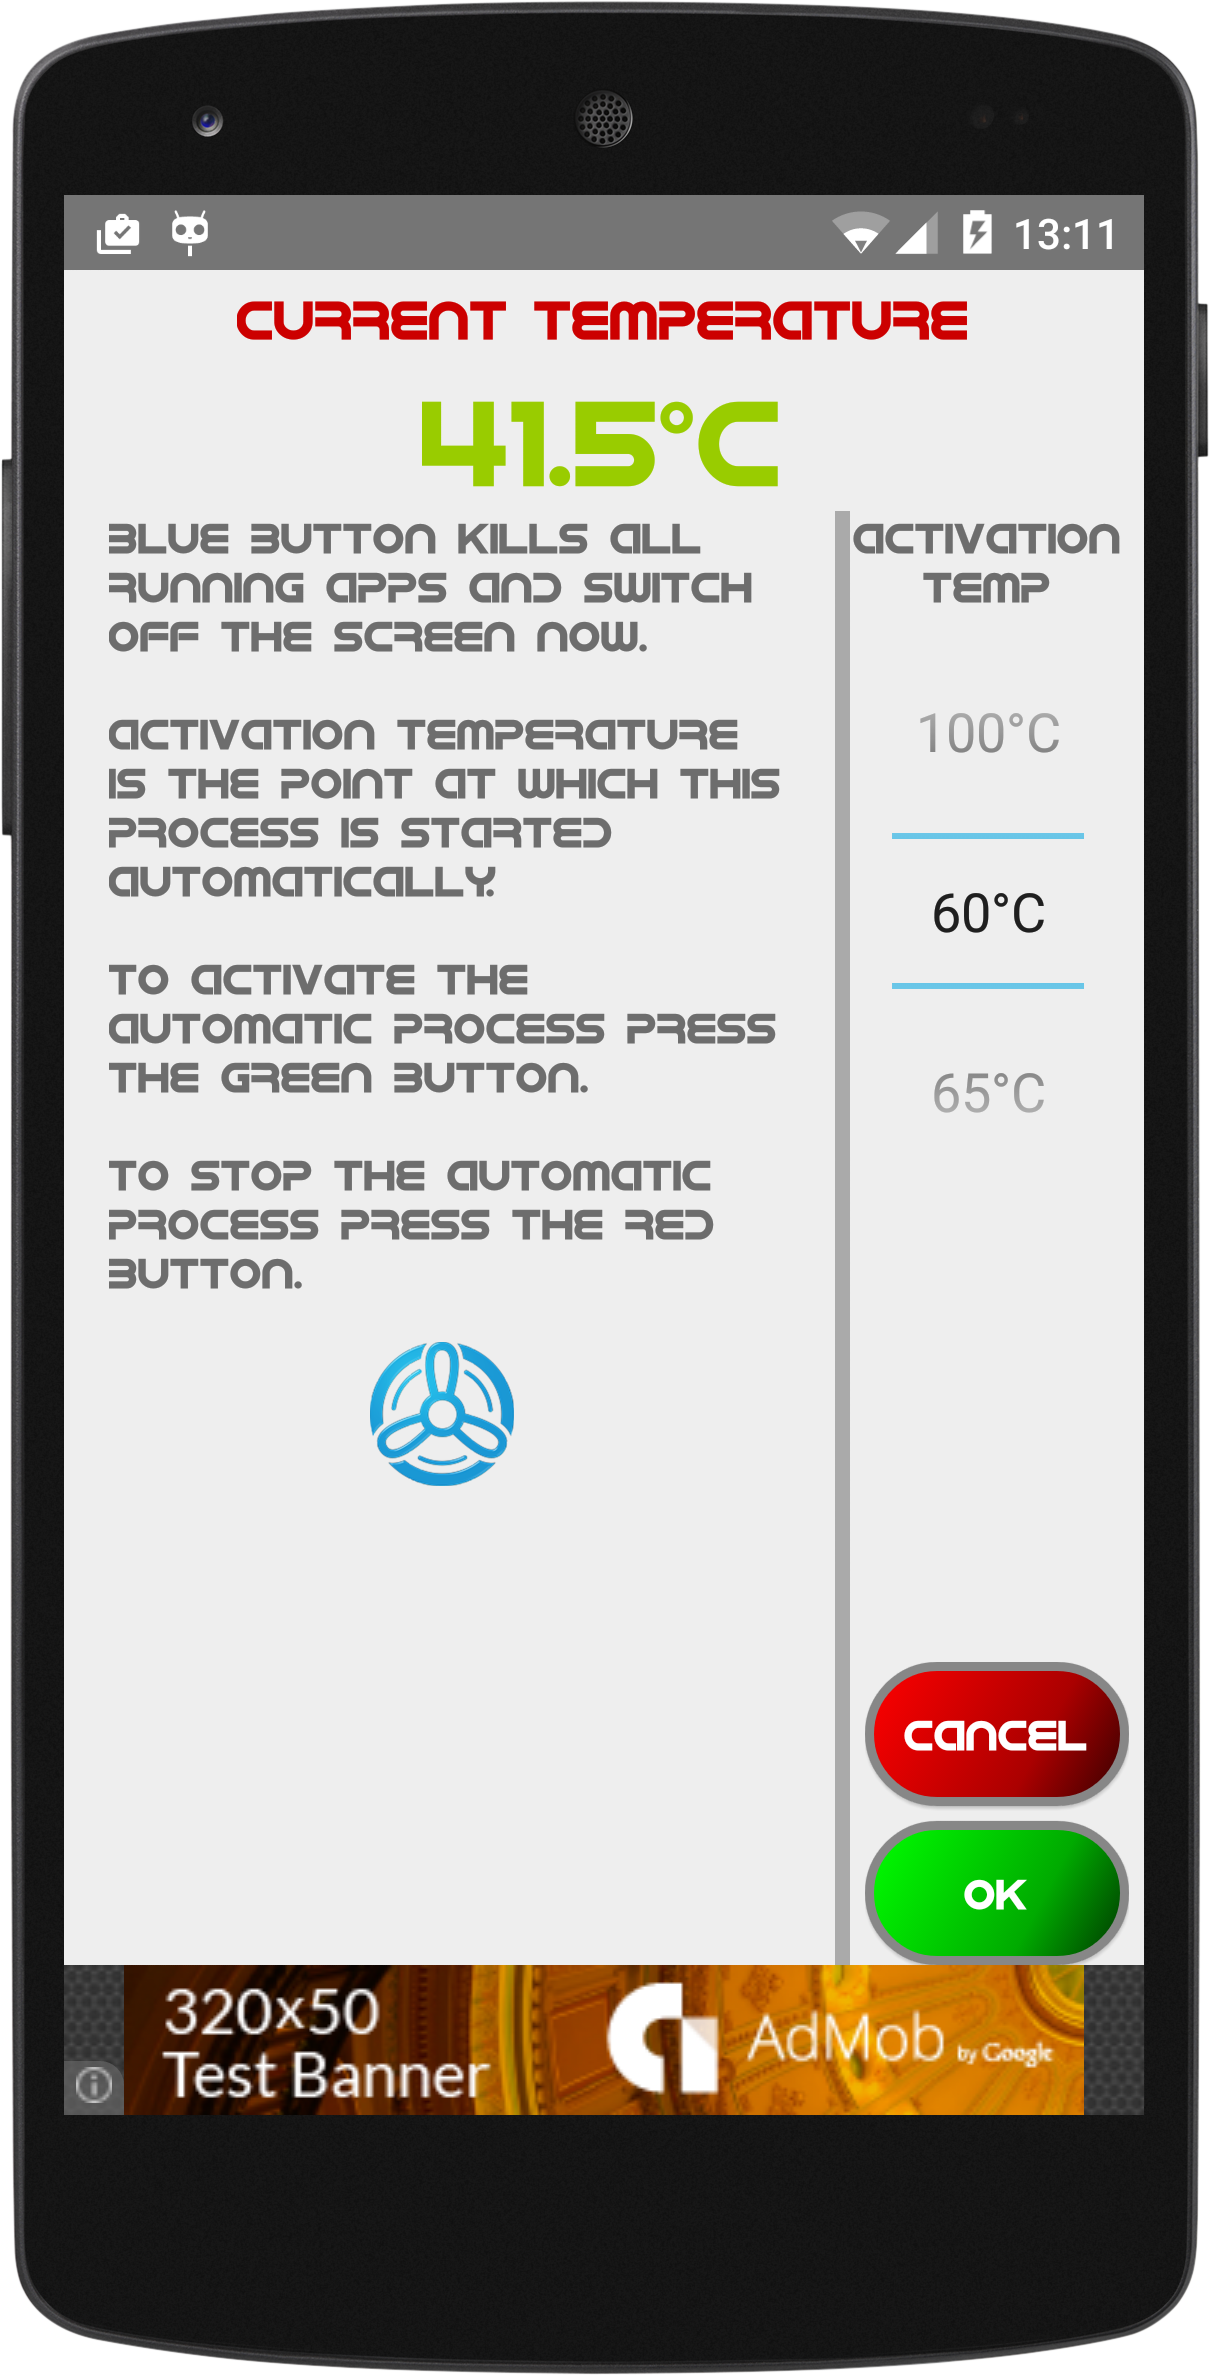 13:11
CURRENT TEMPERATURE
41.5°C
BLUE BUTTON KILLS ALL
RUNNING APPS AND SWITCH
OFF THE SCREEN NOW.
ACTIVATION TEMPERATURE
IS THE POINT AT WHICH THIS
PROCESS IS STARTED
AUTOMATICALLY.
TO ACTIVATE THE
AUTOMATIC PROCESS PRESS
THE GREEN BUTTON.
TO STOP THE AUTOMATIC
PROCESS PRESS THE RED
BUTTON.
ACTIVATION
TEMP
100°C
60°C
65°C
CANCEL
OK
320x50
Test Banner
AdMob by Google